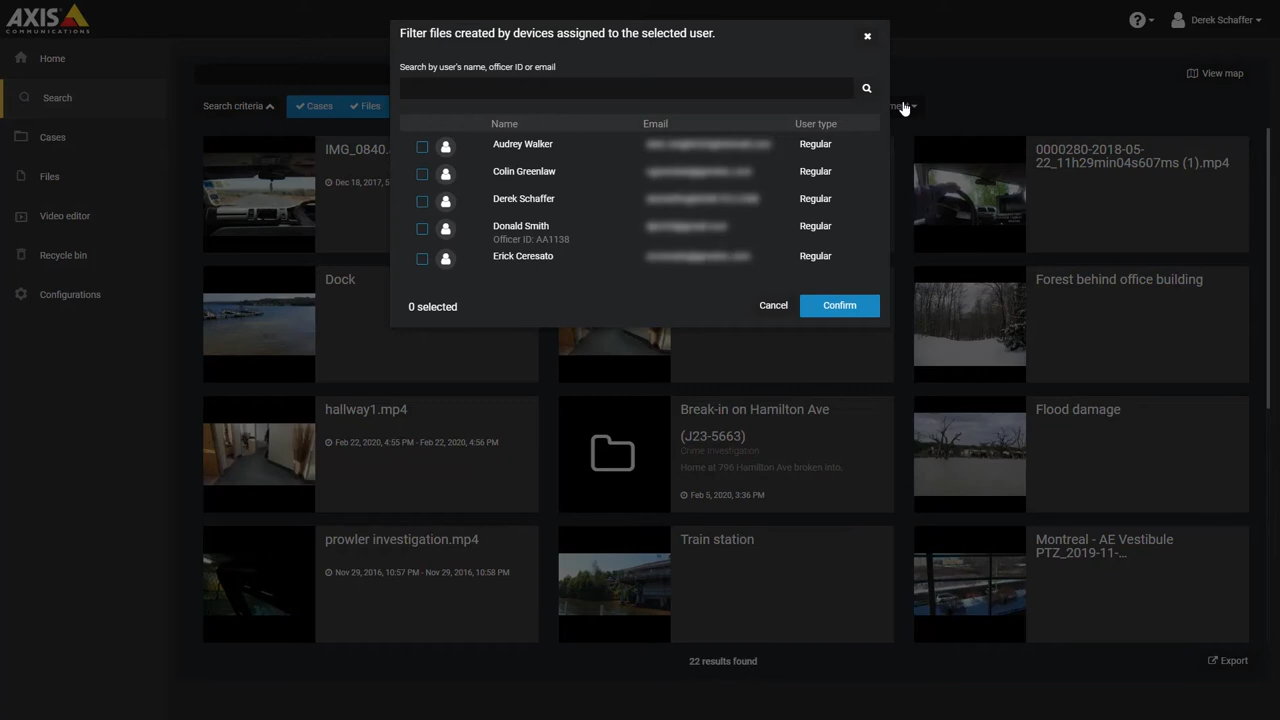 AXIS
COMMUNICATIONS
Derek Schaffer
Home
Search
Cases
Files
Video editor
Recycle bin
Configurations
View map
Search criteria
Cases
Files
Filter files created by devices assigned to the selected user.
Search by user's name, officer ID or email
Name Email User type
Audrey Walker Regular
Colin Greenlaw Regular
Derek Schaffer Regular
Donald Smith Regular
Officer ID: AA1138
Erick Ceresato Regular
0 selected
Cancel
Confirm
IMG_0840.
Dec 18, 2017, 5
0000280-2018-05-
22_11h29min04s607ms (1).mp4
Dock
Forest behind office building
hallway1.mp4
Feb 22, 2020, 4:55 PM - Feb 22, 2020, 4:56 PM
Break-in on Hamilton Ave
(J23-5663)
Crime Investigation
Home at 796 Hamilton Ave broken into.
Feb 5, 2020, 3:36 PM
Flood damage
prowler investigation.mp4
Nov 29, 2016, 10:57 PM - Nov 29, 2016, 10:58 PM
Train station
Montreal - AE Vestibule
PTZ_2019-11-...
22 results found
Export